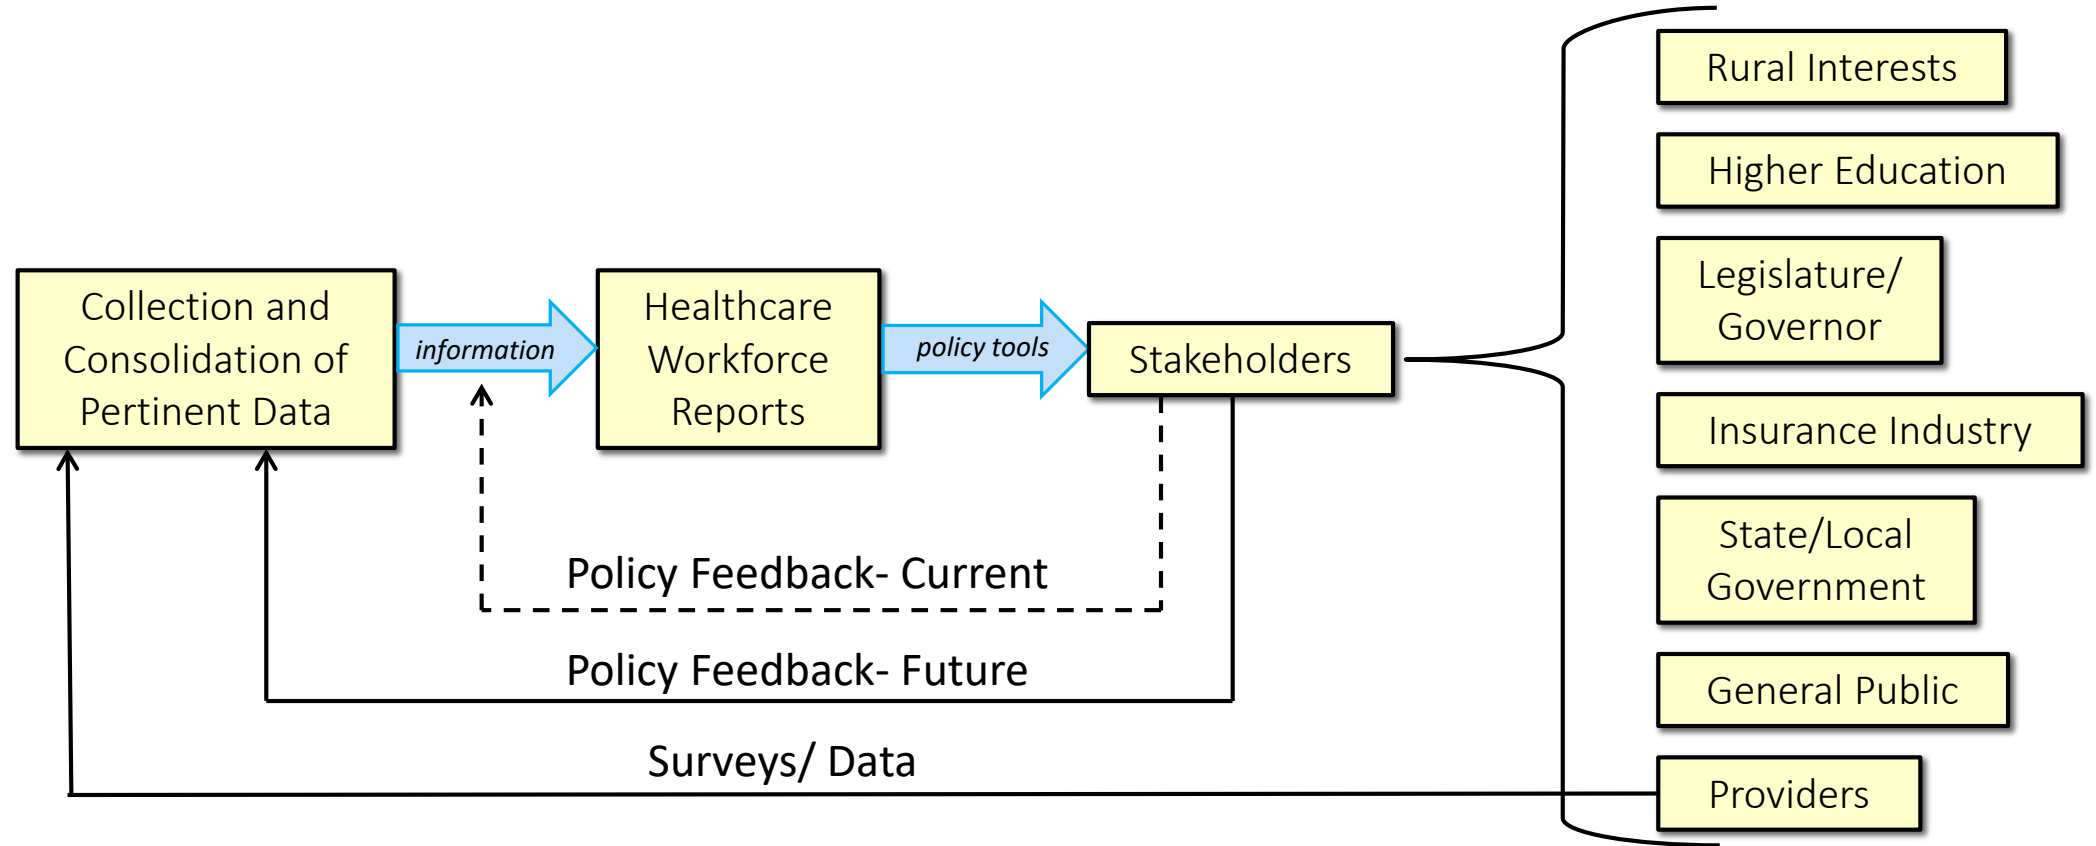 Collection and
Consolidation of
Pertinent Data
information
Healthcare
Workforce
Reports
policy tools
Stakeholders
Rural Interests
Higher Education
Legislature/
Governor
Insurance Industry
State/Local
Government
General Public
Providers
Policy Feedback- Current
Policy Feedback- Future
Surveys/ Data